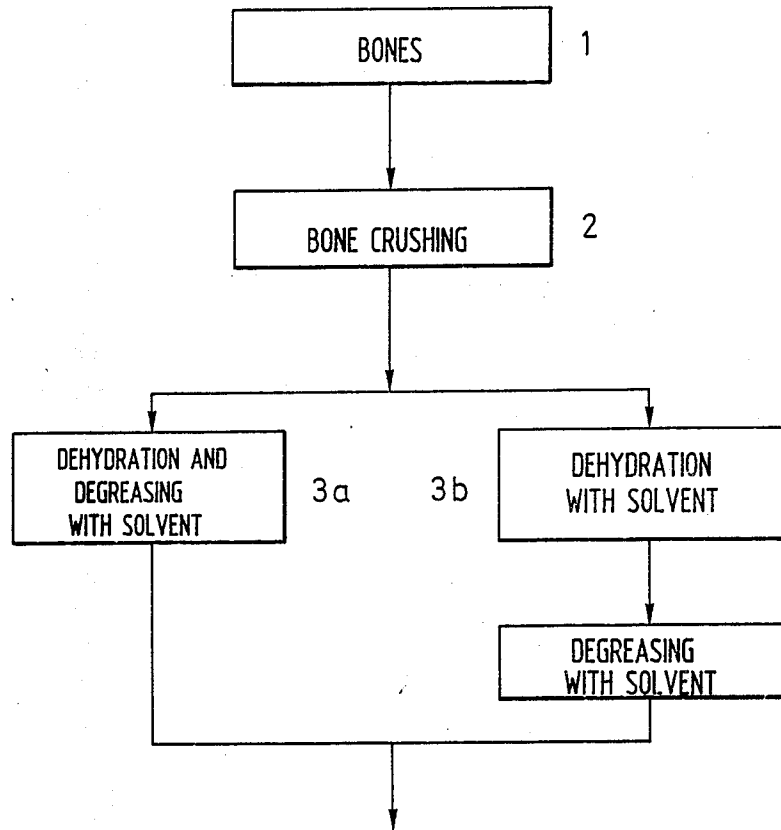 BONES 1
BONE CRUSHING 2
DEHYDRATION AND
DEGREASING
WITH SOLVENT
3a
3b
DEHYDRATION
WITH SOLVENT
DEGREASING
WITH SOLVENT